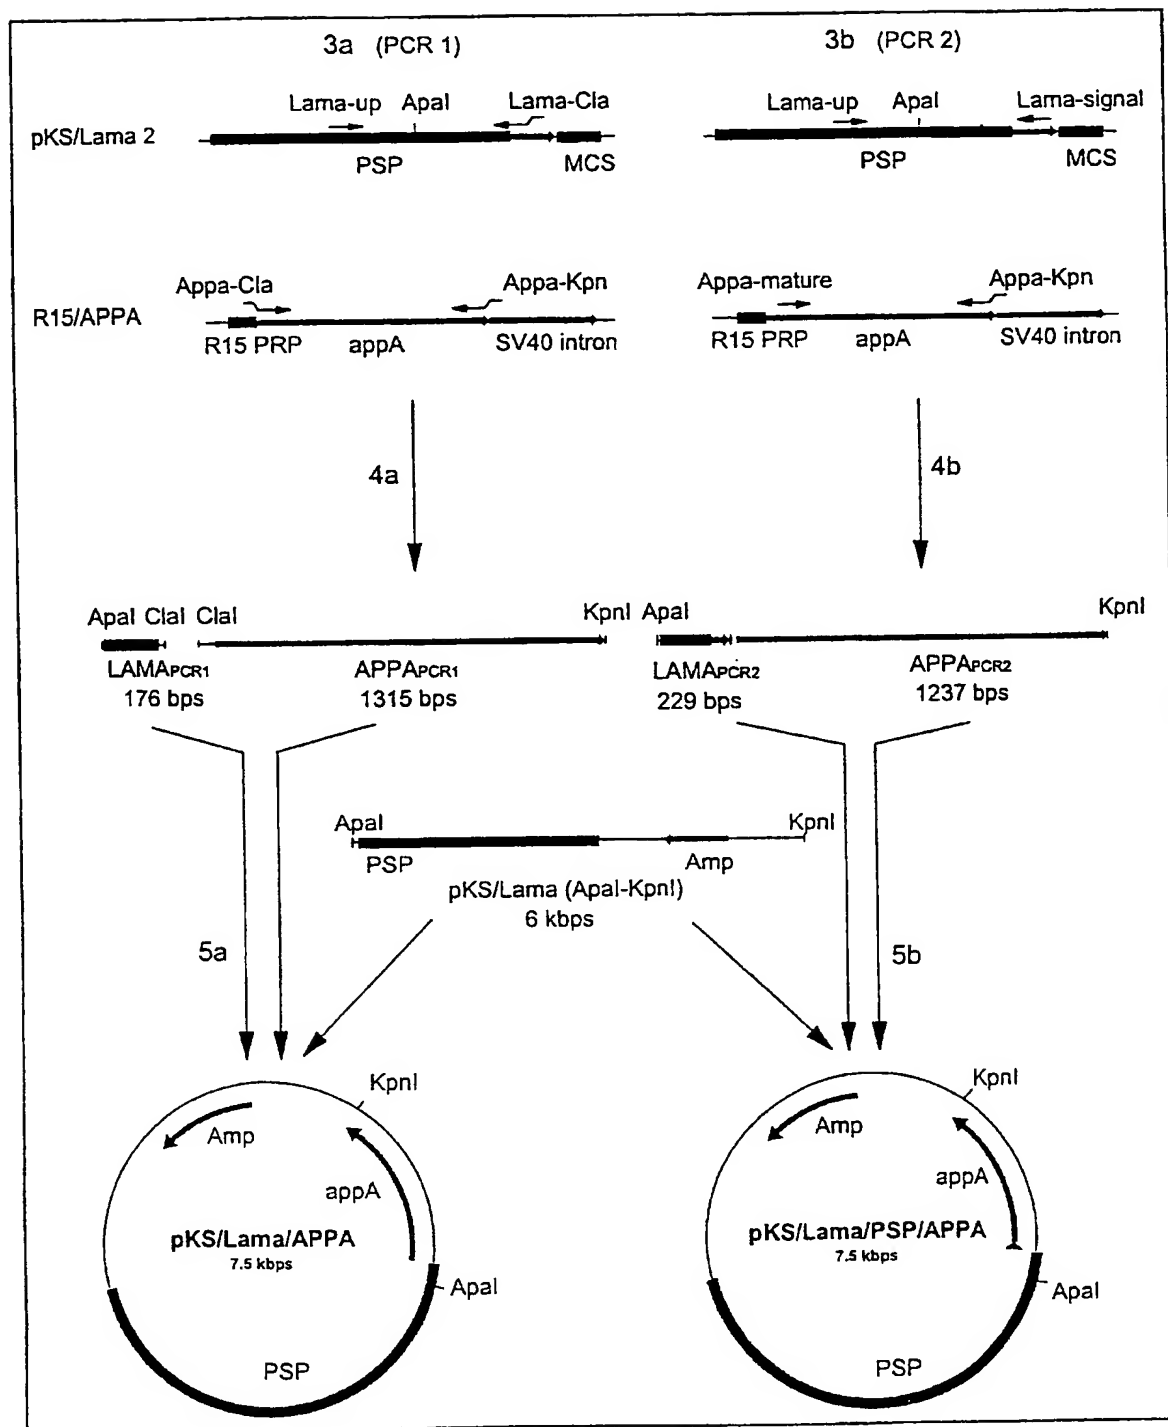 3a (PCR 1)
3b (PCR 2)
Lama-up ApaI Lama-Cla
Lama-up ApaI Lama-signal
pKS/Lama 2
PSP MCS
PSP MCS
Appa-Cla Appa-Kpn
Appa-mature Appa-Kpn
R15/APPA
R15 PRP appA SV40 intron
R15 PRP appA SV40 intron
4a
4b
ApaI ClaI ClaI KpnI
ApaI KpnI
LAMAPCR1 APPAPCR1
176 bps 1315 bps
LAMAPCR2 APPAPCR2
229 bps 1237 bps
ApaI KpnI
PSP Amp
pKS/Lama (ApaI-KpnI)
6 kbps
5a
5b
KpnI
Amp
appA
pKS/Lama/APPA
7.5 kbps
ApaI
PSP
KpnI
Amp
appA
pKS/Lama/PSP/APPA
7.5 kbps
ApaI
PSP